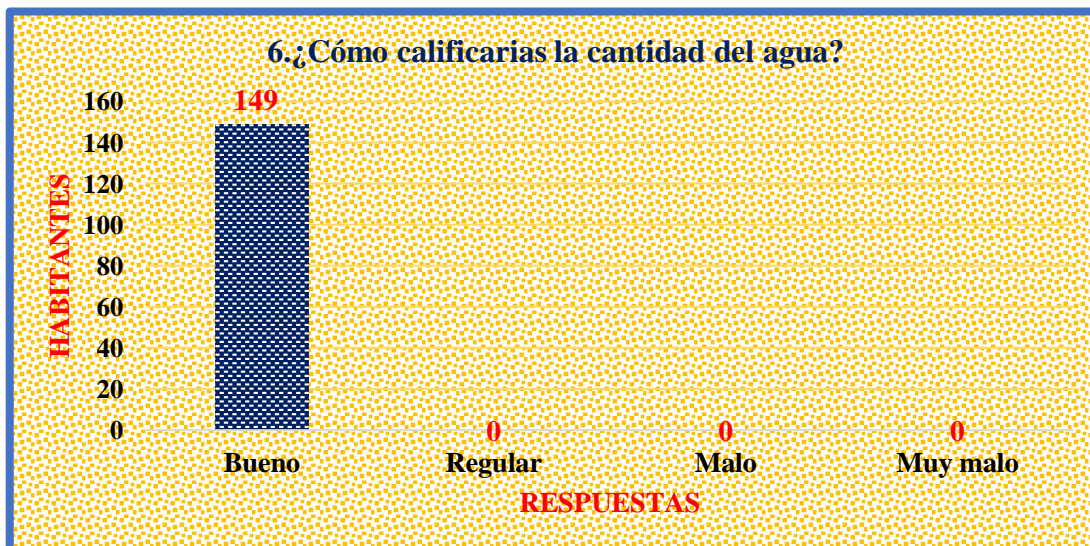 6.¿Cómo calificarias la cantidad del agua?
160
140
120
100
80
60
40
20
0
HABITANTES
149
0
0
0
Bueno
Regular
Malo
Muy malo
RESPUESTAS